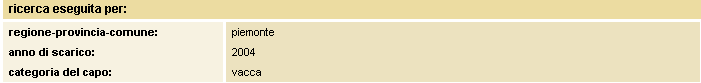 ricerca eseguita per:
regione-provincia-comune: piemonte
anno di scarico: 2004
categoria del capo: vacca